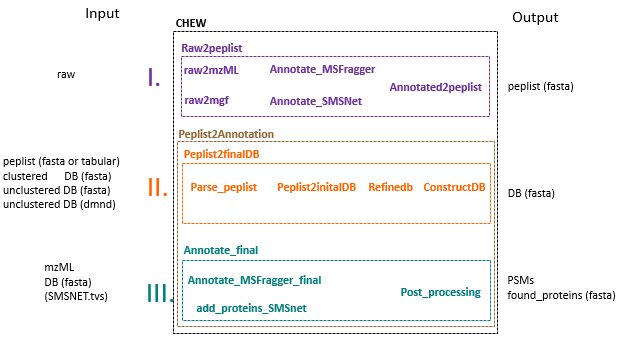 Input
Output
CHEW
Raw2peplist
raw
I.
raw2mzML
Annotate_MSFragger
Annotated2peplist
raw2mgf
Annotate_SMSNet
peplist (fasta)
Peplist2Annotation
Peplist2finalDB
peplist (fasta or tabular)
clustered DB (fasta)
unclustered DB (fasta)
unclustered DB (dmnd)
II.
Parse_peplist
Peplist2initalDB
Refinedb
ConstructDB
DB (fasta)
Annotate_final
mzML
DB (fasta)
(SMSNET.tvs)
III.
Annotate_MSFragger_final
Post_processing
add_proteins_SMSnet
PSMs
found_proteins (fasta)